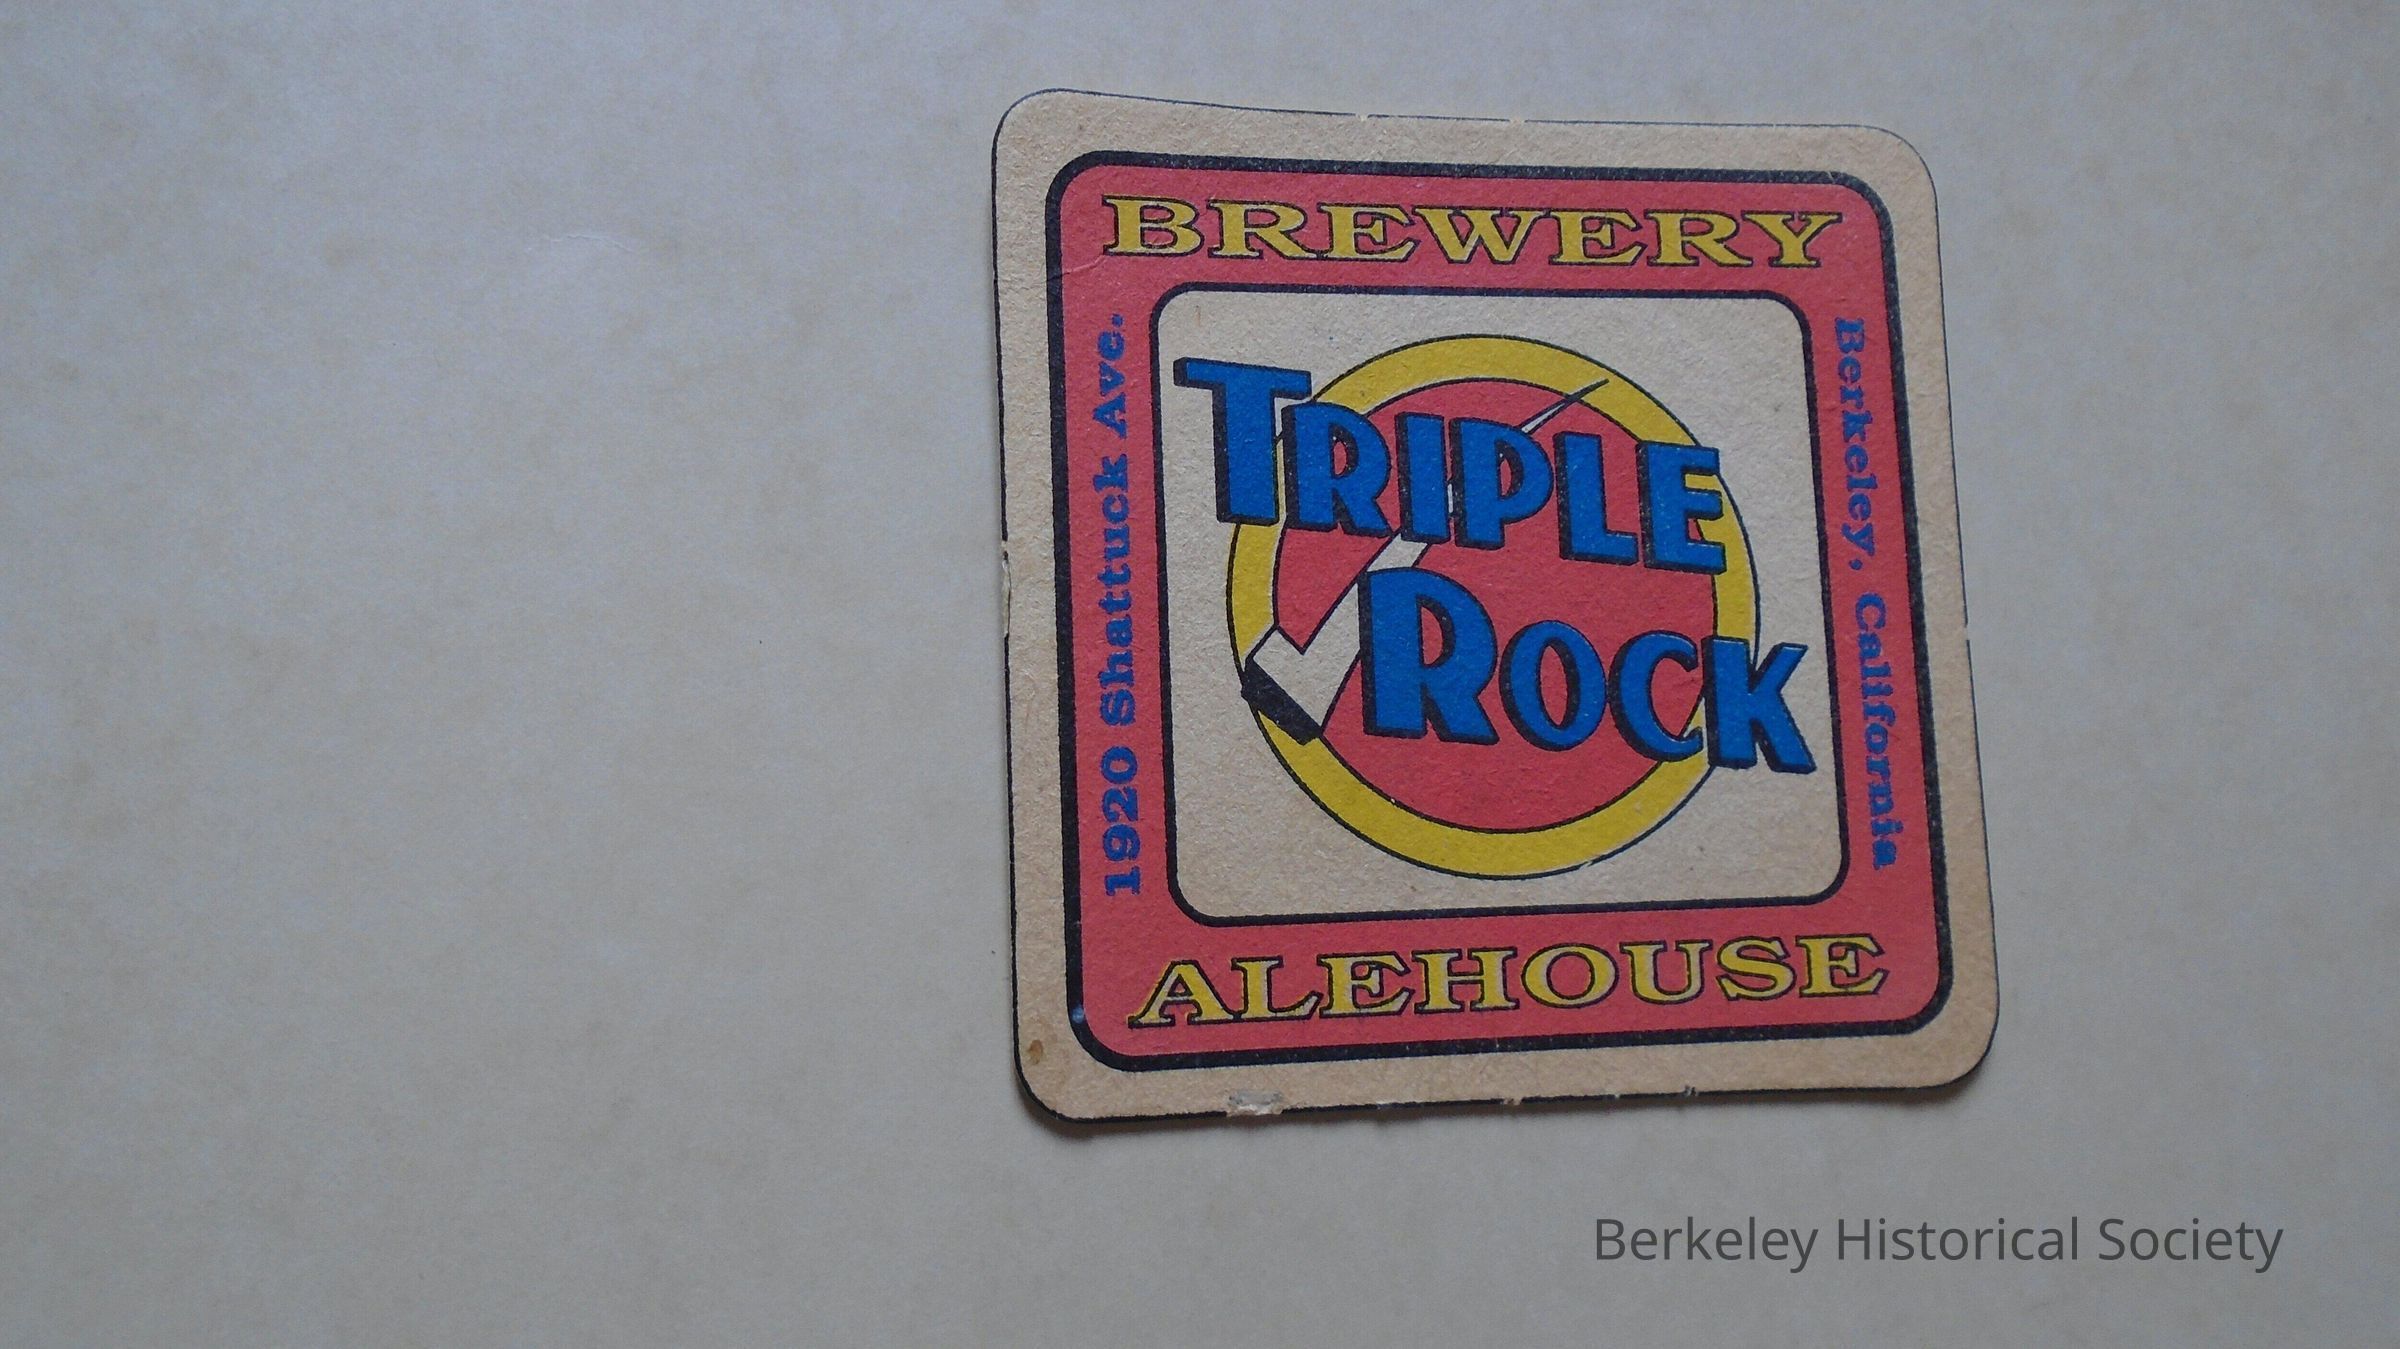 BREWERY
1920 Shattuck Ave.
TRIPLE
ROCK
Berkeley, California
ALEHOUSE
Berkeley Historical Society